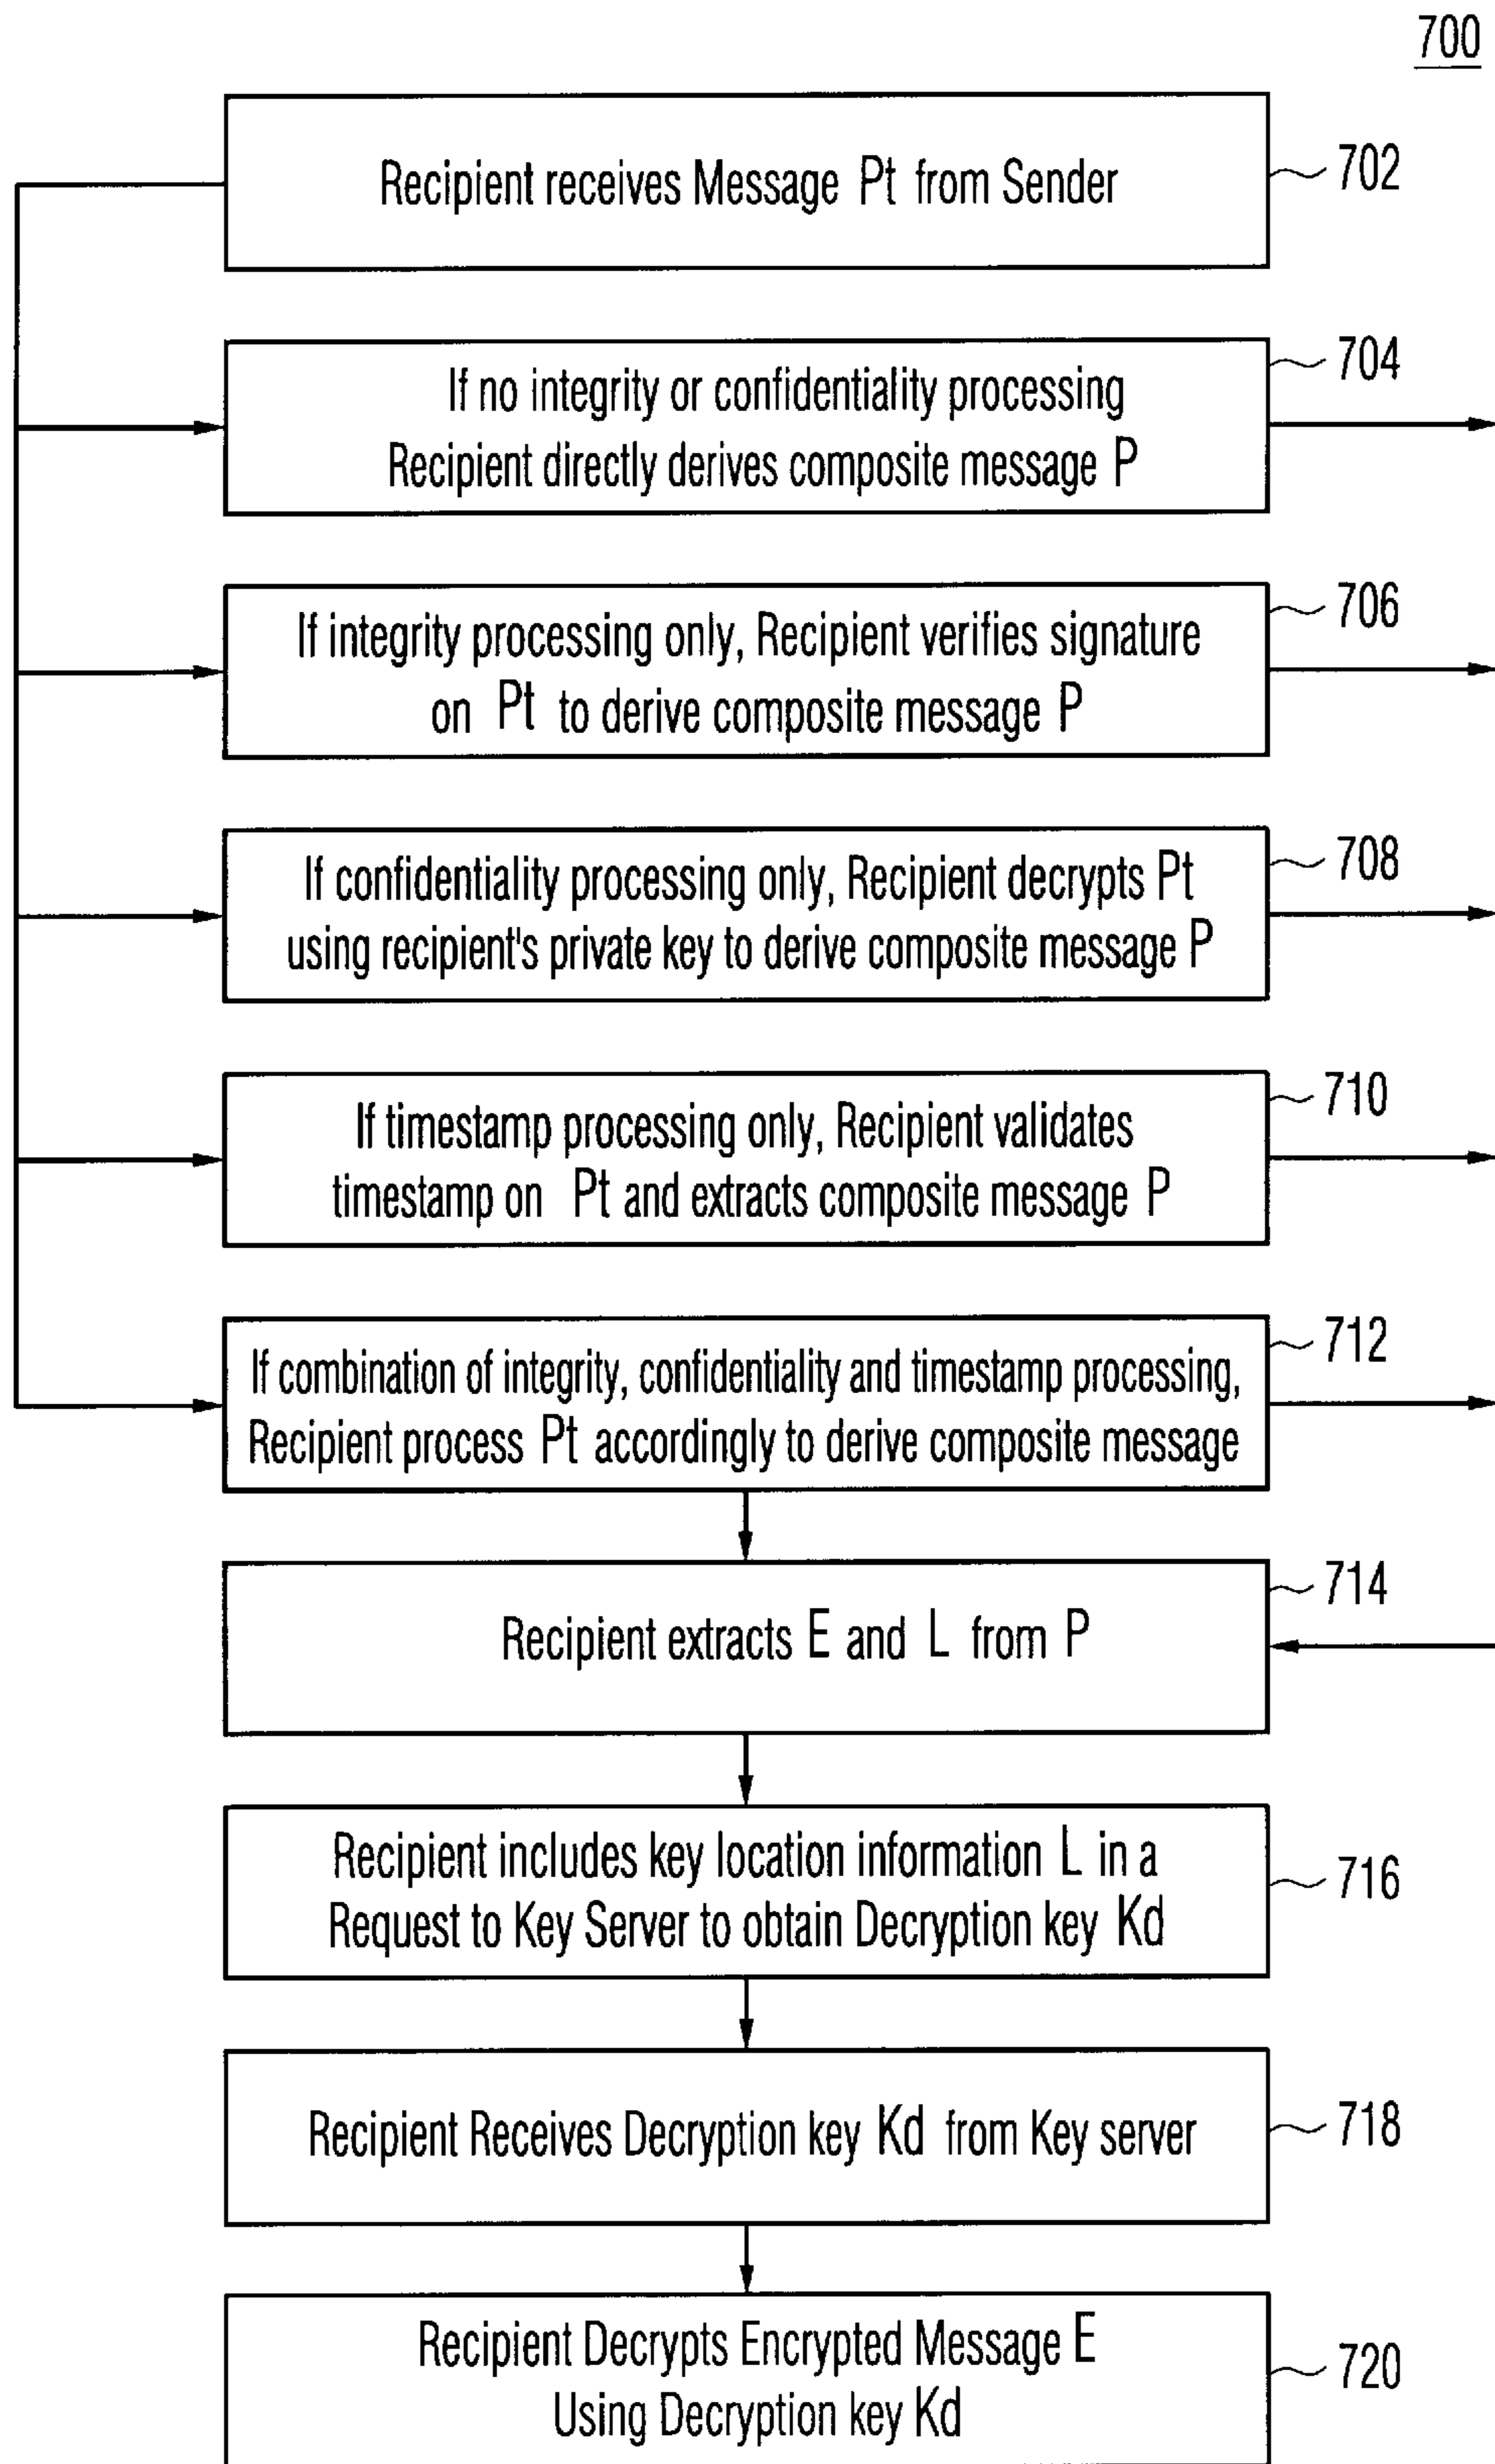 700
Recipient receives Message Pt from Sender
702
If no integrity or confidentiality processing
Recipient directly derives composite message P
704
If integrity processing only, Recipient verifies signature
on Pt to derive composite message P
706
If confidentiality processing only, Recipient decrypts Pt
using recipient's private key to derive composite message P
708
If timestamp processing only, Recipient validates
timestamp on Pt and extracts composite message P
710
If combination of integrity, confidentiality and timestamp processing,
Recipient process Pt accordingly to derive composite message
712
Recipient extracts E and L from P
714
Recipient includes key location information L in a
Request to Key Server to obtain Decryption key Kd
716
Recipient Receives Decryption key Kd from Key server
718
Recipient Decrypts Encrypted Message E
Using Decryption key Kd
720